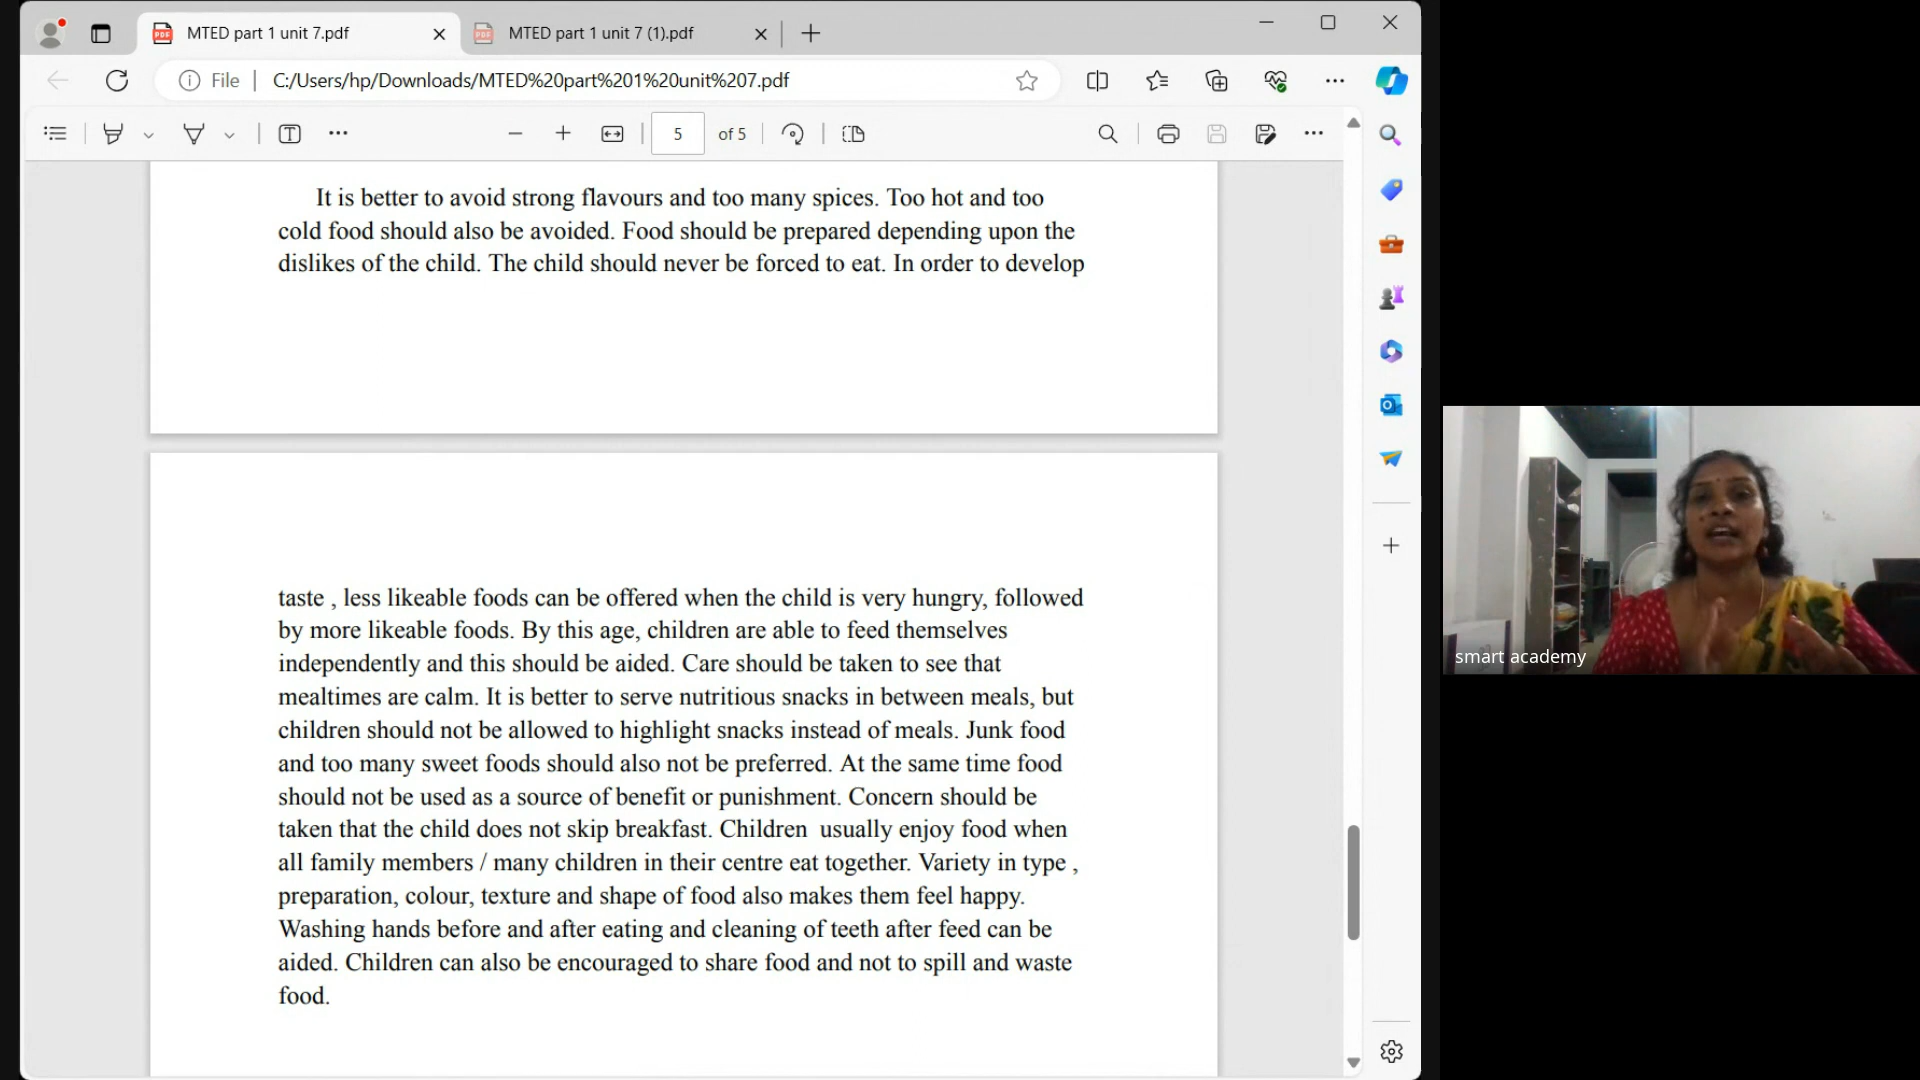 MTED part 1 unit 7.pdf
MTED part 1 unit 7 (1).pdf
File
C:/Users/hp/Downloads/MTED%20part%201%20unit%207.pdf
5 of 5
It is better to avoid strong flavours and too many spices. Too hot and too
cold food should also be avoided. Food should be prepared depending upon the
dislikes of the child. The child should never be forced to eat. In order to develop
taste , less likeable foods can be offered when the child is very hungry, followed
by more likeable foods. By this age, children are able to feed themselves
independently and this should be aided. Care should be taken to see that
mealtimes are calm. It is better to serve nutritious snacks in between meals, but
children should not be allowed to highlight snacks instead of meals. Junk food
and too many sweet foods should also not be preferred. At the same time food
should not be used as a source of benefit or punishment. Concern should be
taken that the child does not skip breakfast. Children  usually enjoy food when
all family members / many children in their centre eat together. Variety in type ,
preparation, colour, texture and shape of food also makes them feel happy.
Washing hands before and after eating and cleaning of teeth after feed can be
aided. Children can also be encouraged to share food and not to spill and waste
food.
smart academy